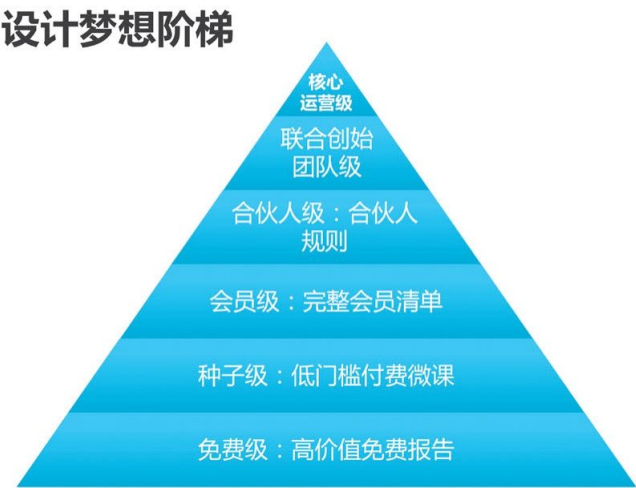 设计梦想阶梯
核心
运营级
联合创始
团队级
合伙人级：合伙人
规则
会员级：完整会员清单
种子级：低门槛付费微课
免费级：高价值免费报告